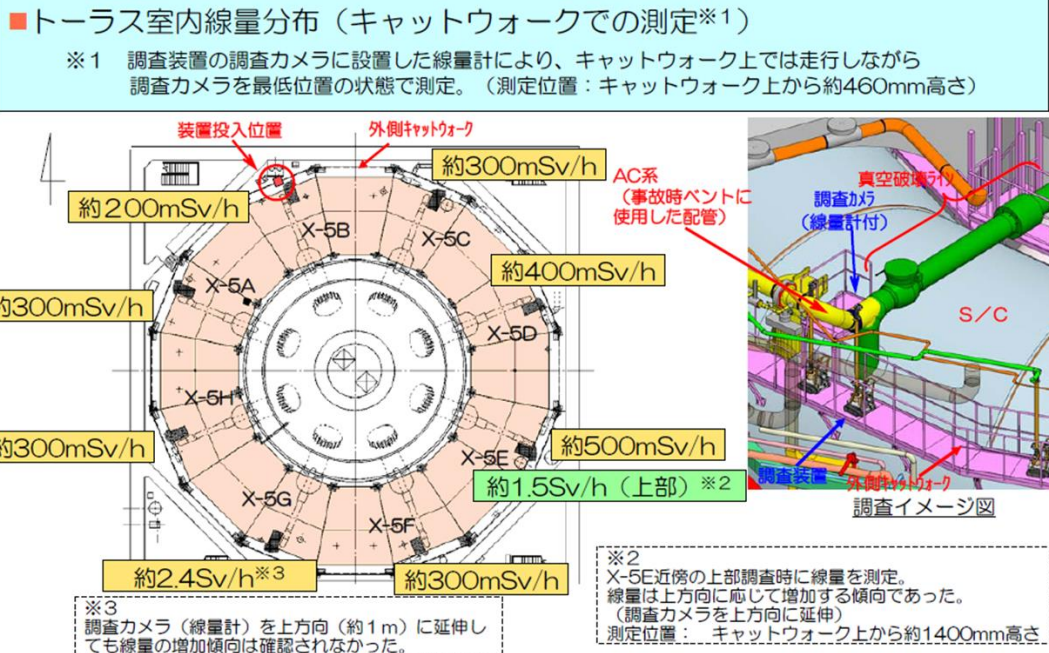 ■トーラス室内線量分布（キャットウォークでの測定※1）
※1　調査装置の調査カメラに設置した線量計により、キャットウォーク上では走行しながら
調査カメラを最低位置の状態で測定。（測定位置：キャットウォーク上から約460mm高さ）
装置投入位置
外側キャットウォーク
約300mSv/h
約200mSv/h
X-5B
X-5C
約400mSv/h
X-5A
約300mSv/h
X-5D
X-5H
約300mSv/h
約500mSv/h
X-5E
約1.5Sv/h（上部）※2
X-5G
X-5F
約2.4Sv/h※3
約300mSv/h
AC系
（事故時ベントに
使用した配管）
真空破壊ライン
調査カメラ
（線量計付）
S／C
調査装置
外側キャットウォーク
調査イメージ図
※2
X-5E近傍の上部調査時に線量を測定。
線量は上方向に応じて増加する傾向であった。
（調査カメラを上方向に延伸）
測定位置：　キャットウォーク上から約1400mm高さ
※3
調査カメラ（線量計）を上方向（約1m）に延伸し
ても線量の増加傾向は確認されなかった。